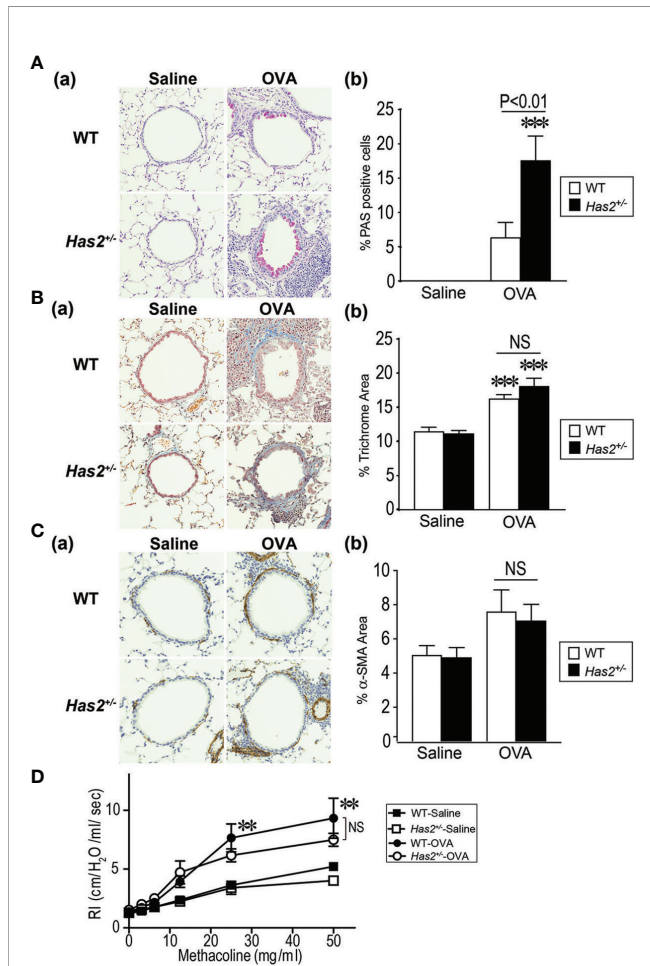 A
(a)
Saline
OVA
WT
Has2+/-
(b)
P<0.01
***
% PAS positive cells
25
20
15
10
5
0
Saline
OVA
WT
Has2+/-
B
(a)
Saline
OVA
WT
Has2+/-
(b)
NS
***
***
% Trichrome Area
25
20
15
10
5
0
Saline
OVA
WT
Has2+/-
C
(a)
Saline
OVA
WT
Has2+/-
(b)
NS
% α-SMA Area
10
8
6
4
2
0
Saline
OVA
WT
Has2+/-
D
RI (cm/H2O /ml/ sec)
10
5
0
**
**
NS
0
10
20
30
40
50
Methacoline (mg/ml)
WT-Saline
Has2+/-Saline
WT-OVA
Has2+/-OVA